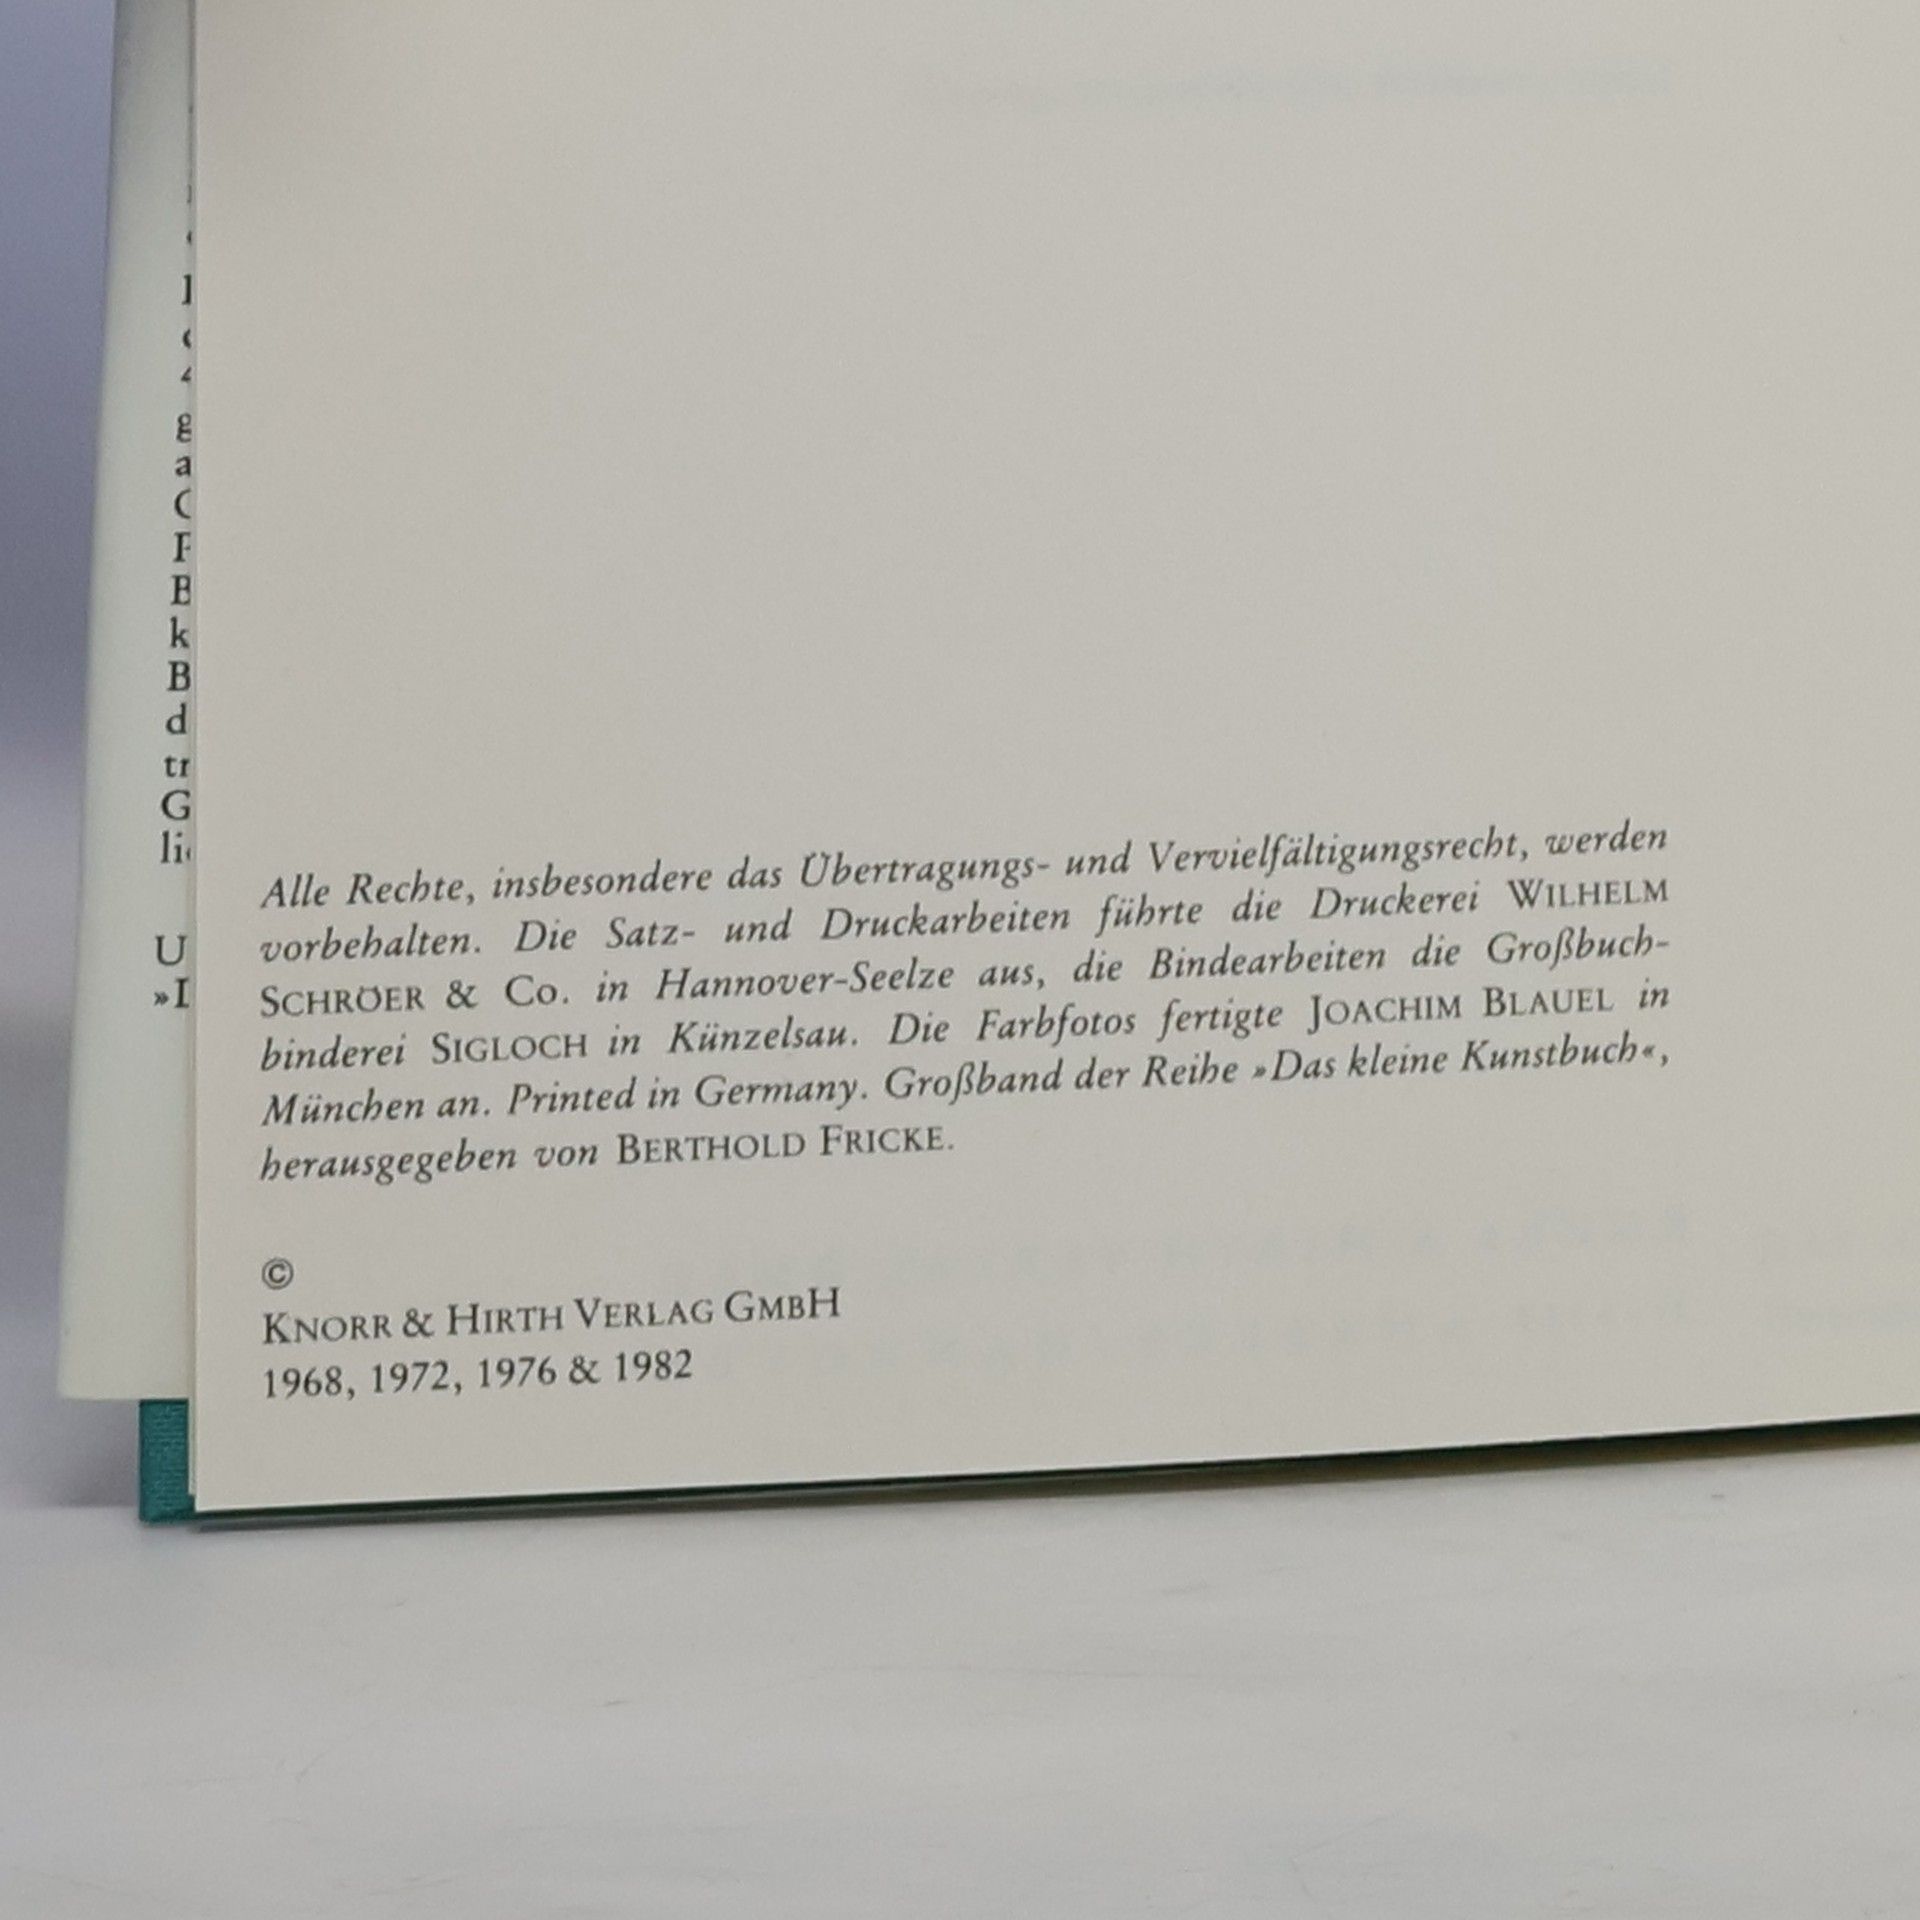 Alle Rechte, insbesondere das Übertragungs- und Vervielfältigungsrecht, werden
vorbehalten. Die Satz- und Druckarbeiten führte die Druckerei WILHELM
SCHRÖER & Co. in Hannover-Seelze aus, die Bindearbeiten die Großbuch-
binderei SIGLOCH in Künzelsau. Die Farbfotos fertigte JOACHIM BLAUEL in
München an. Printed in Germany. Großband der Reihe »Das kleine Kunstbuch«,
herausgegeben von BERTHOLD FRICKE.
©
KNORR & HIRTH VERLAG GMBH
1968, 1972, 1976 & 1982